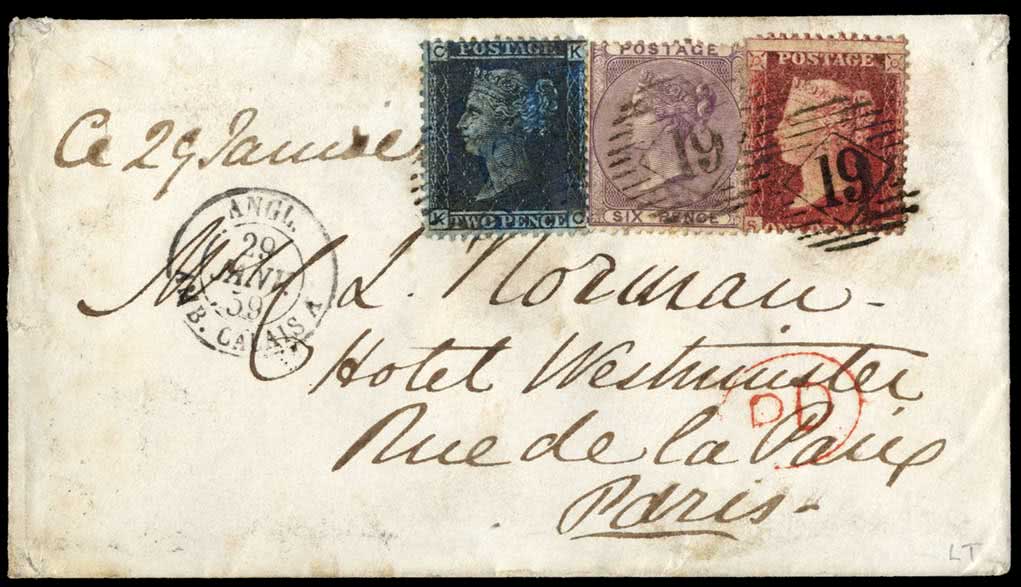 C K
POSTAGE
K C
TWO PENCE
POSTAGE
SIX PENCE
19
POSTAGE
19
Ce 29 Janvier
ANGL.
29
JANV.
59
AMB. CALAIS A
L. Norman -
Hotel Westminster
Rue de la Paix
Paris -
PD
LT